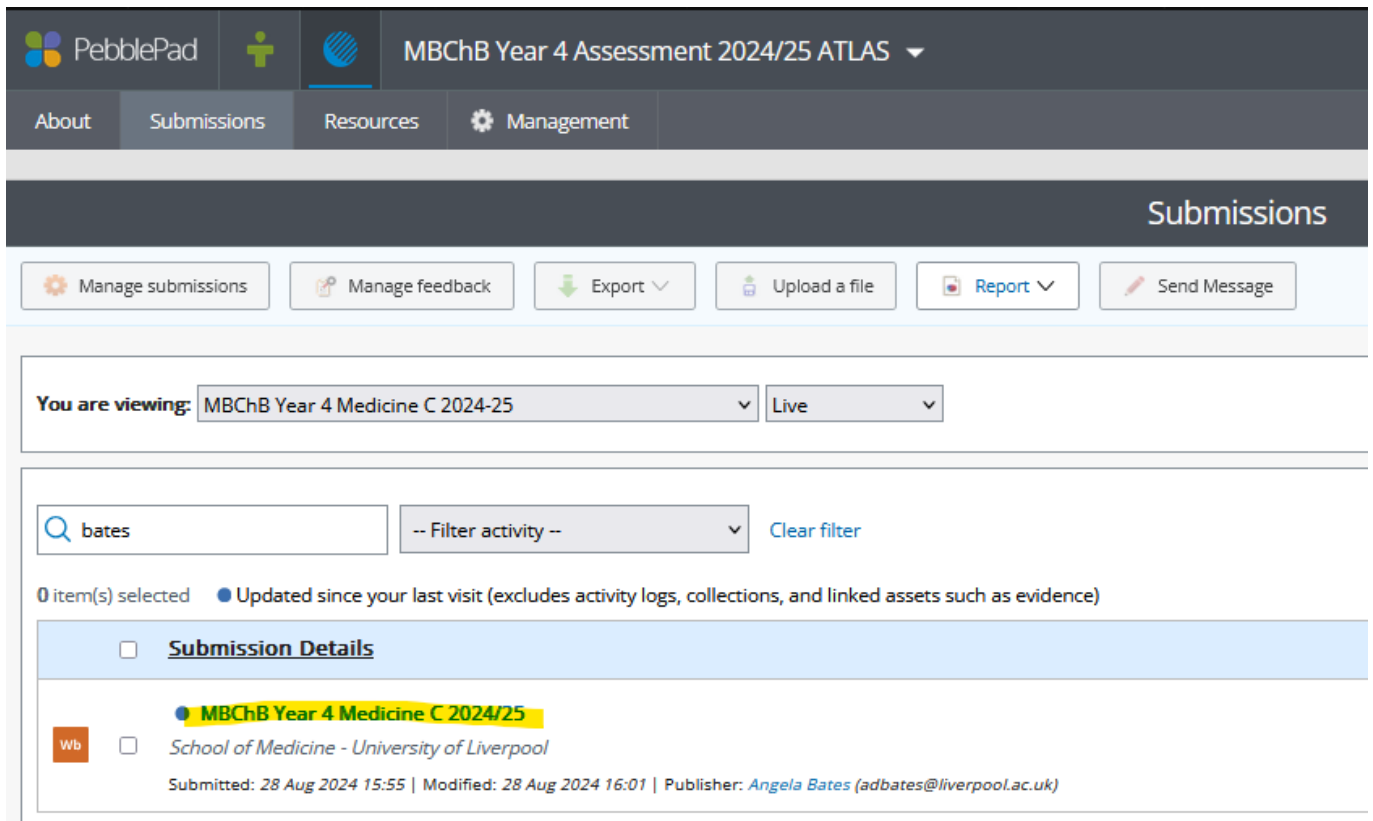 PebblePad MBChB Year 4 Assessment 2024/25 ATLAS
About Submissions Resources Management
Submissions
Manage submissions Manage feedback Export Upload a file Report Send Message
You are viewing: MBChB Year 4 Medicine C 2024-25 Live
bates -- Filter activity -- Clear filter
0 item(s) selected Updated since your last visit (excludes activity logs, collections, and linked assets such as evidence)
Submission Details
MBChB Year 4 Medicine C 2024/25
Wb School of Medicine - University of Liverpool
Submitted: 28 Aug 2024 15:55 | Modified: 28 Aug 2024 16:01 | Publisher: Angela Bates (adbates@liverpool.ac.uk)